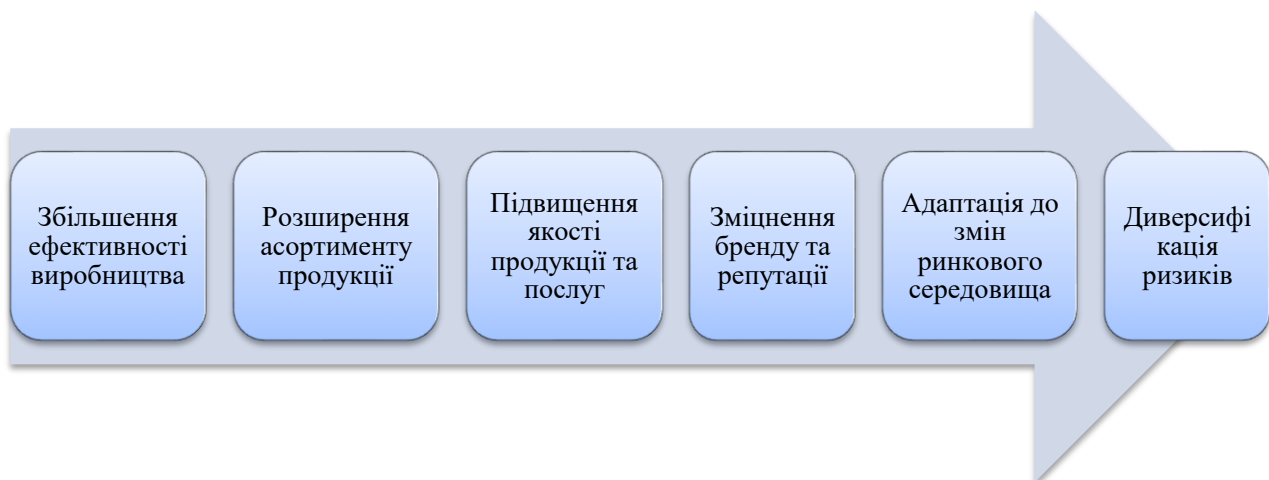 Збільшення
ефективності
виробництва
Розширення
асортименту
продукції
Підвищення
якості
продукції та
послуг
Зміцнення
бренду та
репутації
Адаптація до
змін
ринкового
середовища
Диверсифі
кація
ризиків